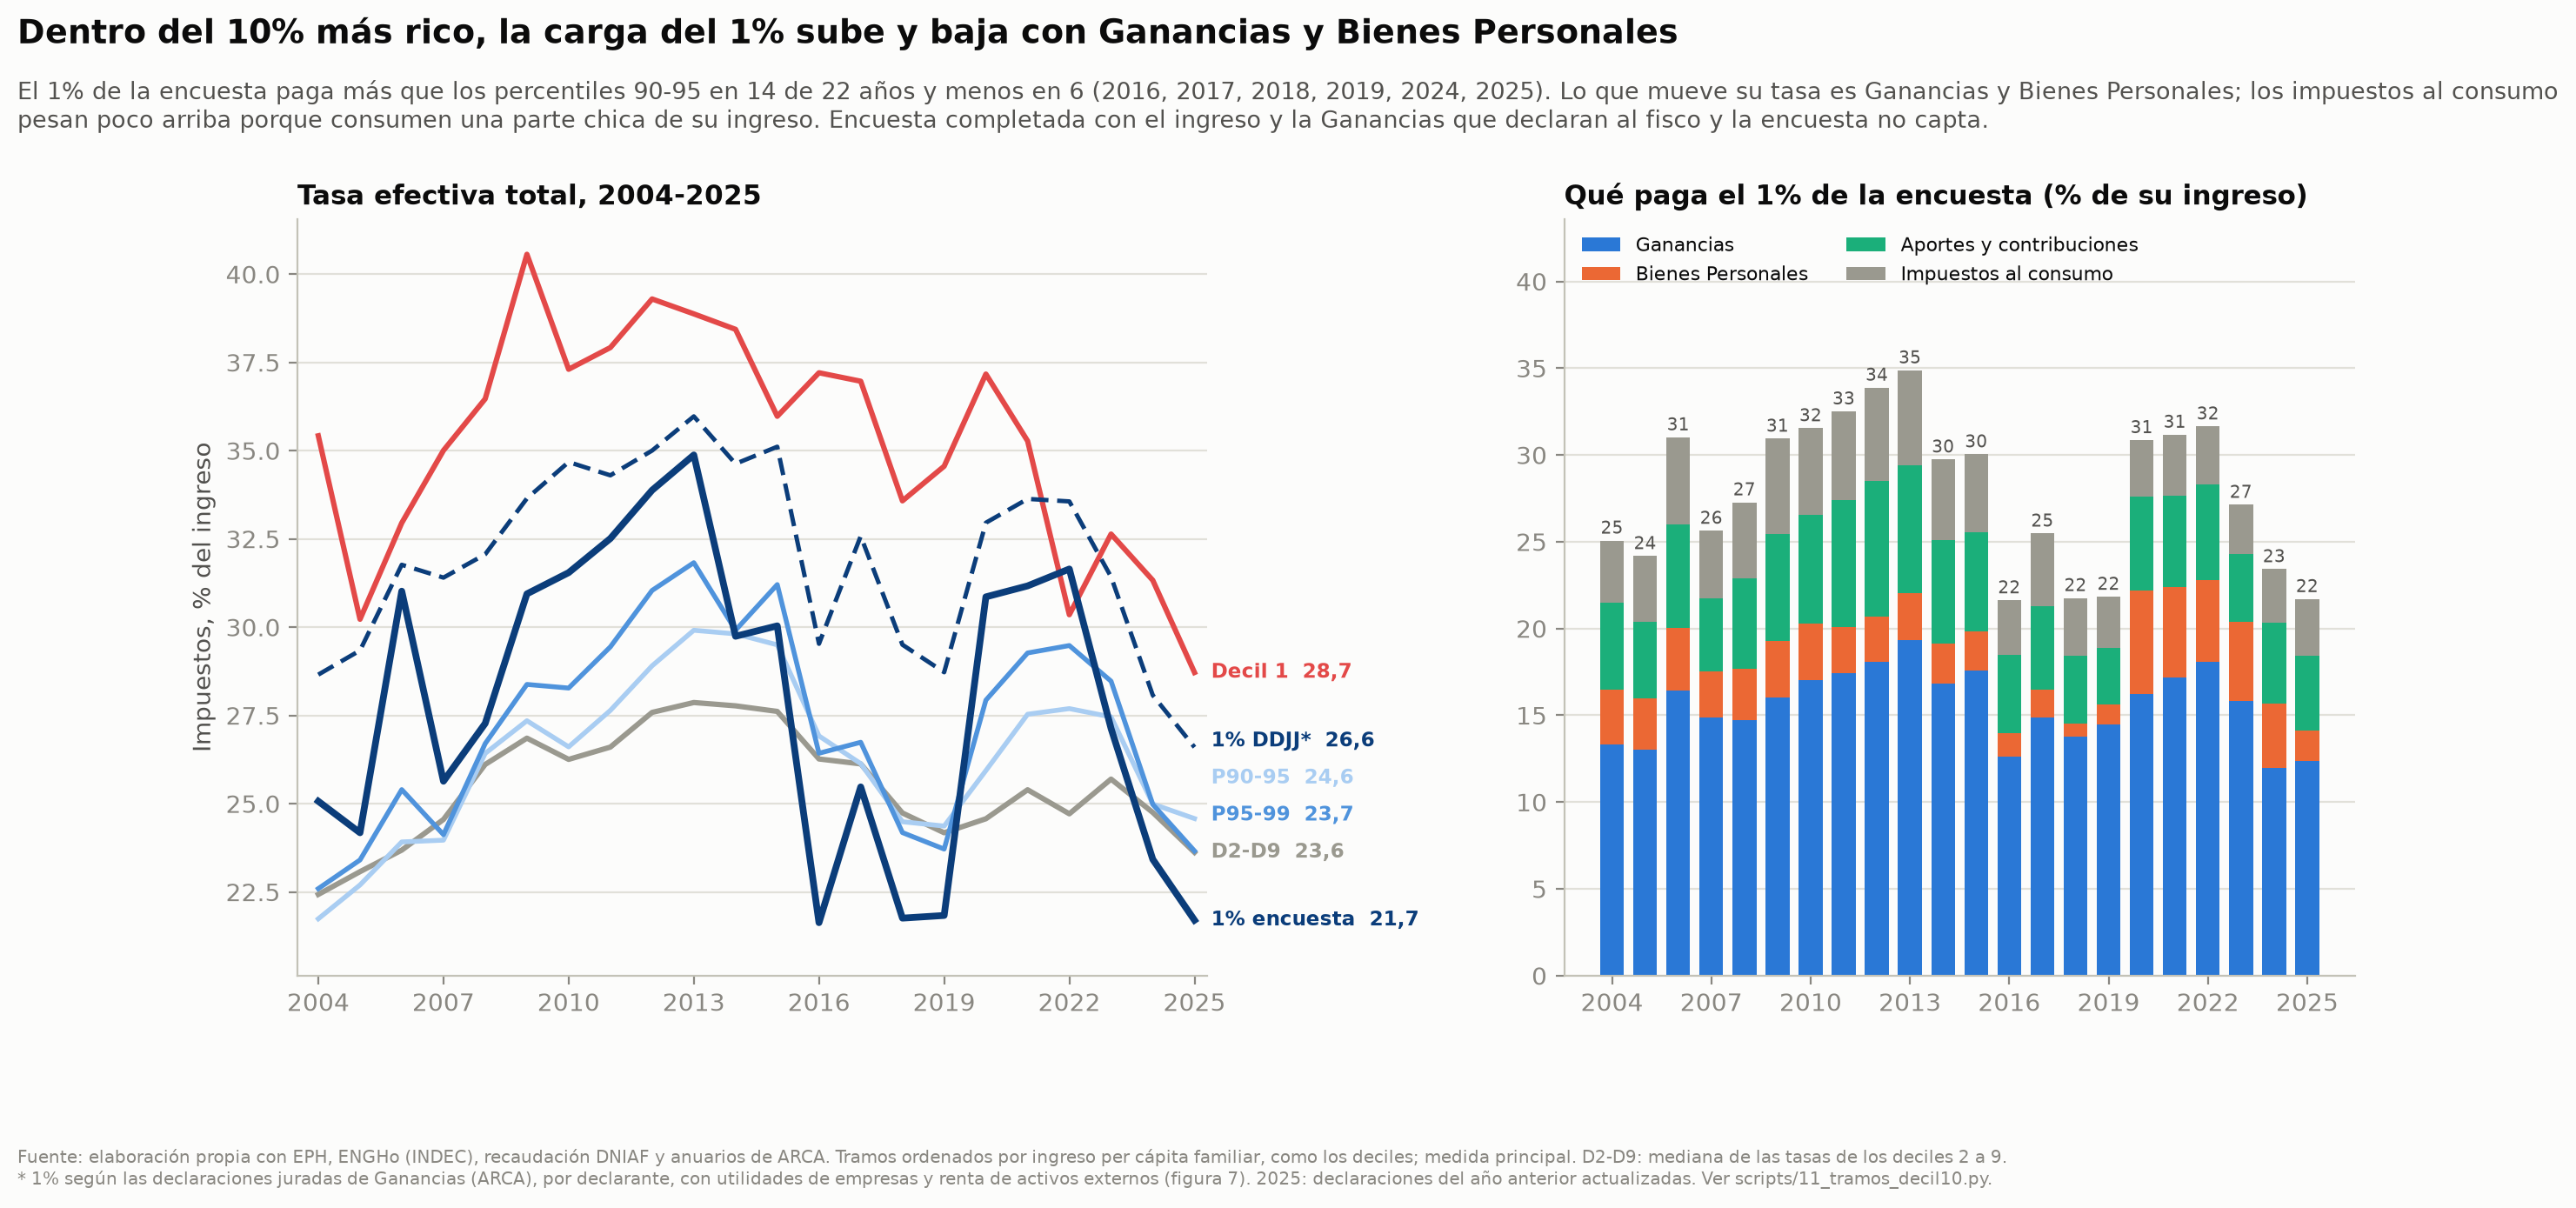 Dentro del 10% más rico, la carga del 1% sube y baja con Ganancias y Bienes Personales
El 1% de la encuesta paga más que los percentiles 90-95 en 14 de 22 años y menos en 6 (2016, 2017, 2018, 2019, 2024, 2025). Lo que mueve su tasa es Ganancias y Bienes Personales; los impuestos al consumo
pesan poco arriba porque consumen una parte chica de su ingreso. Encuesta completada con el ingreso y la Ganancias que declaran al fisco y la encuesta no capta.
Tasa efectiva total, 2004-2025
Impuestos, % del ingreso
40.0
37.5
35.0
32.5
30.0
27.5
25.0
22.5
2004 2007 2010 2013 2016 2019 2022 2025
Decil 1 28,7
1% DDJJ* 26,6
P90-95 24,6
P95-99 23,7
D2-D9 23,6
1% encuesta 21,7
Qué paga el 1% de la encuesta (% de su ingreso)
Ganancias
Bienes Personales
Aportes y contribuciones
Impuestos al consumo
40
35
30
25
20
15
10
5
0
25 24 31 26 27 31 32 33 34 35 30 30 22 25 22 22 31 31 32 27 23 22
2004 2007 2010 2013 2016 2019 2022 2025
Fuente: elaboración propia con EPH, ENGHo (INDEC), recaudación DNIAF y anuarios de ARCA. Tramos ordenados por ingreso per cápita familiar, como los deciles; medida principal. D2-D9: mediana de las tasas de los deciles 2 a 9.
* 1% según las declaraciones juradas de Ganancias (ARCA), por declarante, con utilidades de empresas y renta de activos externos (figura 7). 2025: declaraciones del año anterior actualizadas. Ver scripts/11_tramos_decil10.py.